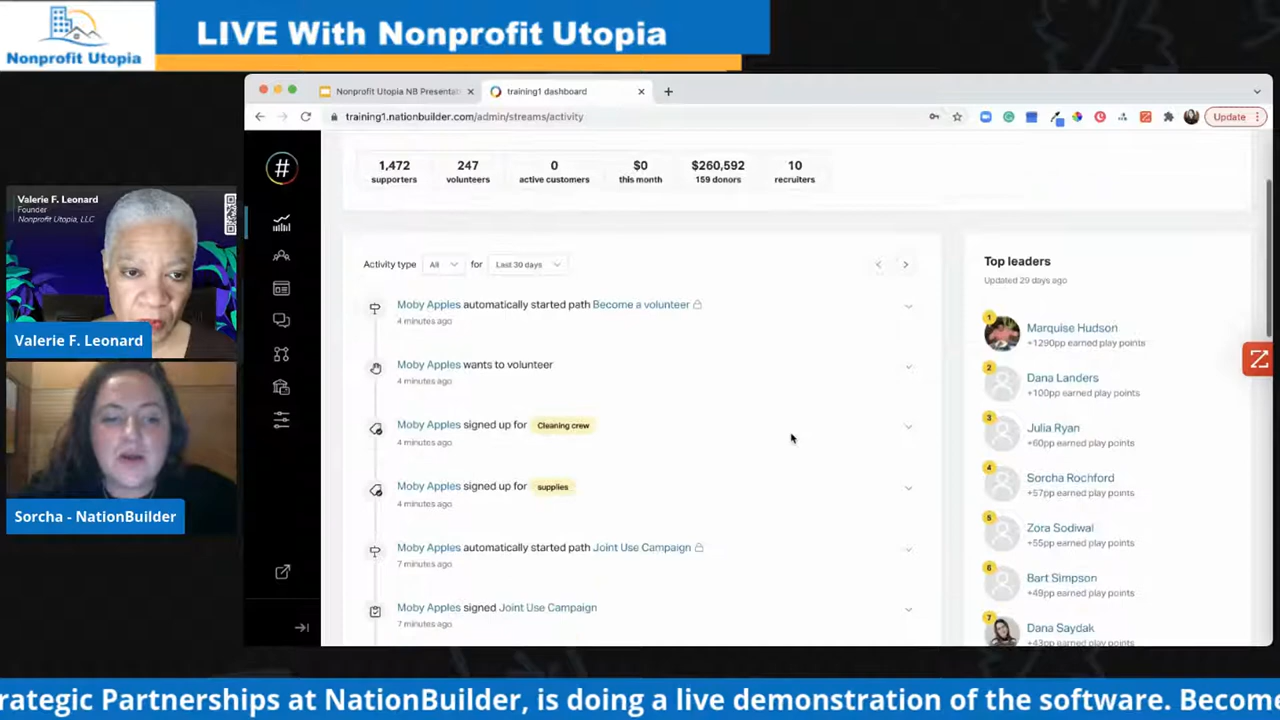 LIVE With Nonprofit Utopia
Nonprofit Utopia
Nonprofit Utopia NB Presentat
training1 dashboard
training1.nationbuilder.com/admin/streams/activity
Update
1,472
supporters
247
volunteers
0
active customers
$0
this month
$260,592
159 donors
10
recruiters
Valerie F. Leonard
Founder
Nonprofit Utopia, LLC
Valerie F. Leonard
Sorcha - NationBuilder
Activity type All for Last 30 days
Moby Apples automatically started path Become a volunteer
4 minutes ago
Moby Apples wants to volunteer
4 minutes ago
Moby Apples signed up for Cleaning crew
4 minutes ago
Moby Apples signed up for supplies
4 minutes ago
Moby Apples automatically started path Joint Use Campaign
7 minutes ago
Moby Apples signed Joint Use Campaign
7 minutes ago
Top leaders
Updated 29 days ago
1
Marquise Hudson
+1290pp earned play points
2
Dana Landers
+100pp earned play points
3
Julia Ryan
+60pp earned play points
4
Sorcha Rochford
+57pp earned play points
5
Zora Sodiwal
+55pp earned play points
6
Bart Simpson
+49pp earned play points
7
Dana Saydak
+43pp earned play points
rategic Partnerships at NationBuilder, is doing a live demonstration of the software. Become